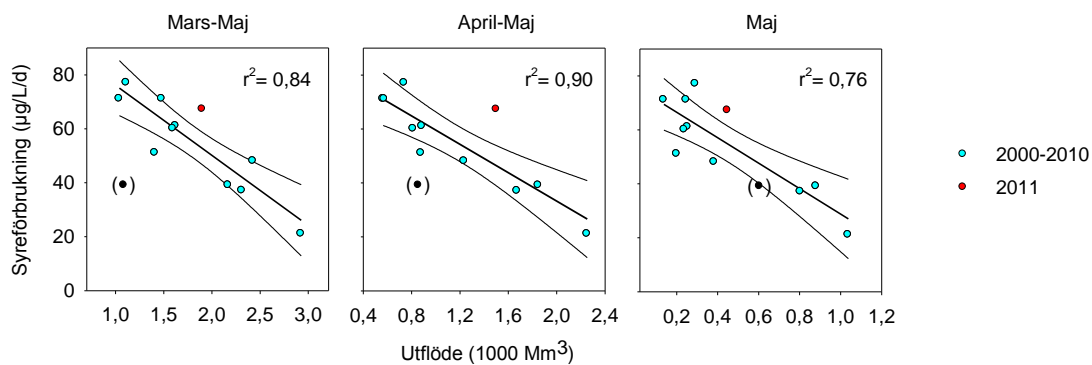 Mars-Maj
April-Maj
Maj
Syreförbrukning (µg/L/d)
80
60
40
20
0
r²= 0,84
( )
1,0 1,5 2,0 2,5 3,0
r²= 0,90
( )
0,4 0,8 1,2 1,6 2,0 2,4
r²= 0,76
( )
0,2 0,4 0,6 0,8 1,0 1,2
2000-2010
2011
Utflöde (1000 Mm³)